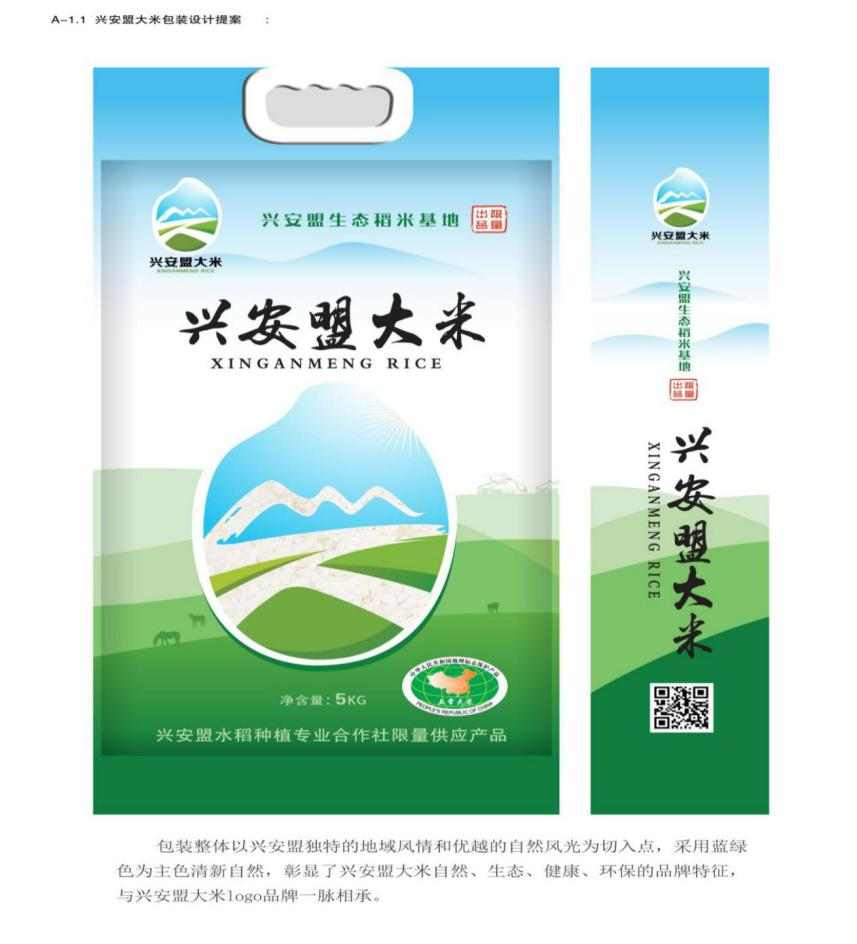 A-1.1 兴安盟大米包装设计提案 :
兴安盟大米
XINGANMENG RICE
兴安盟生态稻米基地
限量出品
兴安盟大米
XINGANMENG RICE
中华人民共和国地理标志保护产品
五常大米
PEOPLE'S REPUBLIC OF CHINA
净含量：5KG
兴安盟水稻种植专业合作社限量供应产品
兴安盟大米
XINGANMENG RICE
兴安盟生态稻米基地
限量出品
兴安盟大米
XINGANMENG RICE
包装整体以兴安盟独特的地域风情和优越的自然风光为切入点，采用蓝绿
色为主色清新自然，彰显了兴安盟大米自然、生态、健康、环保的品牌特征，
与兴安盟大米logo品牌一脉相承。